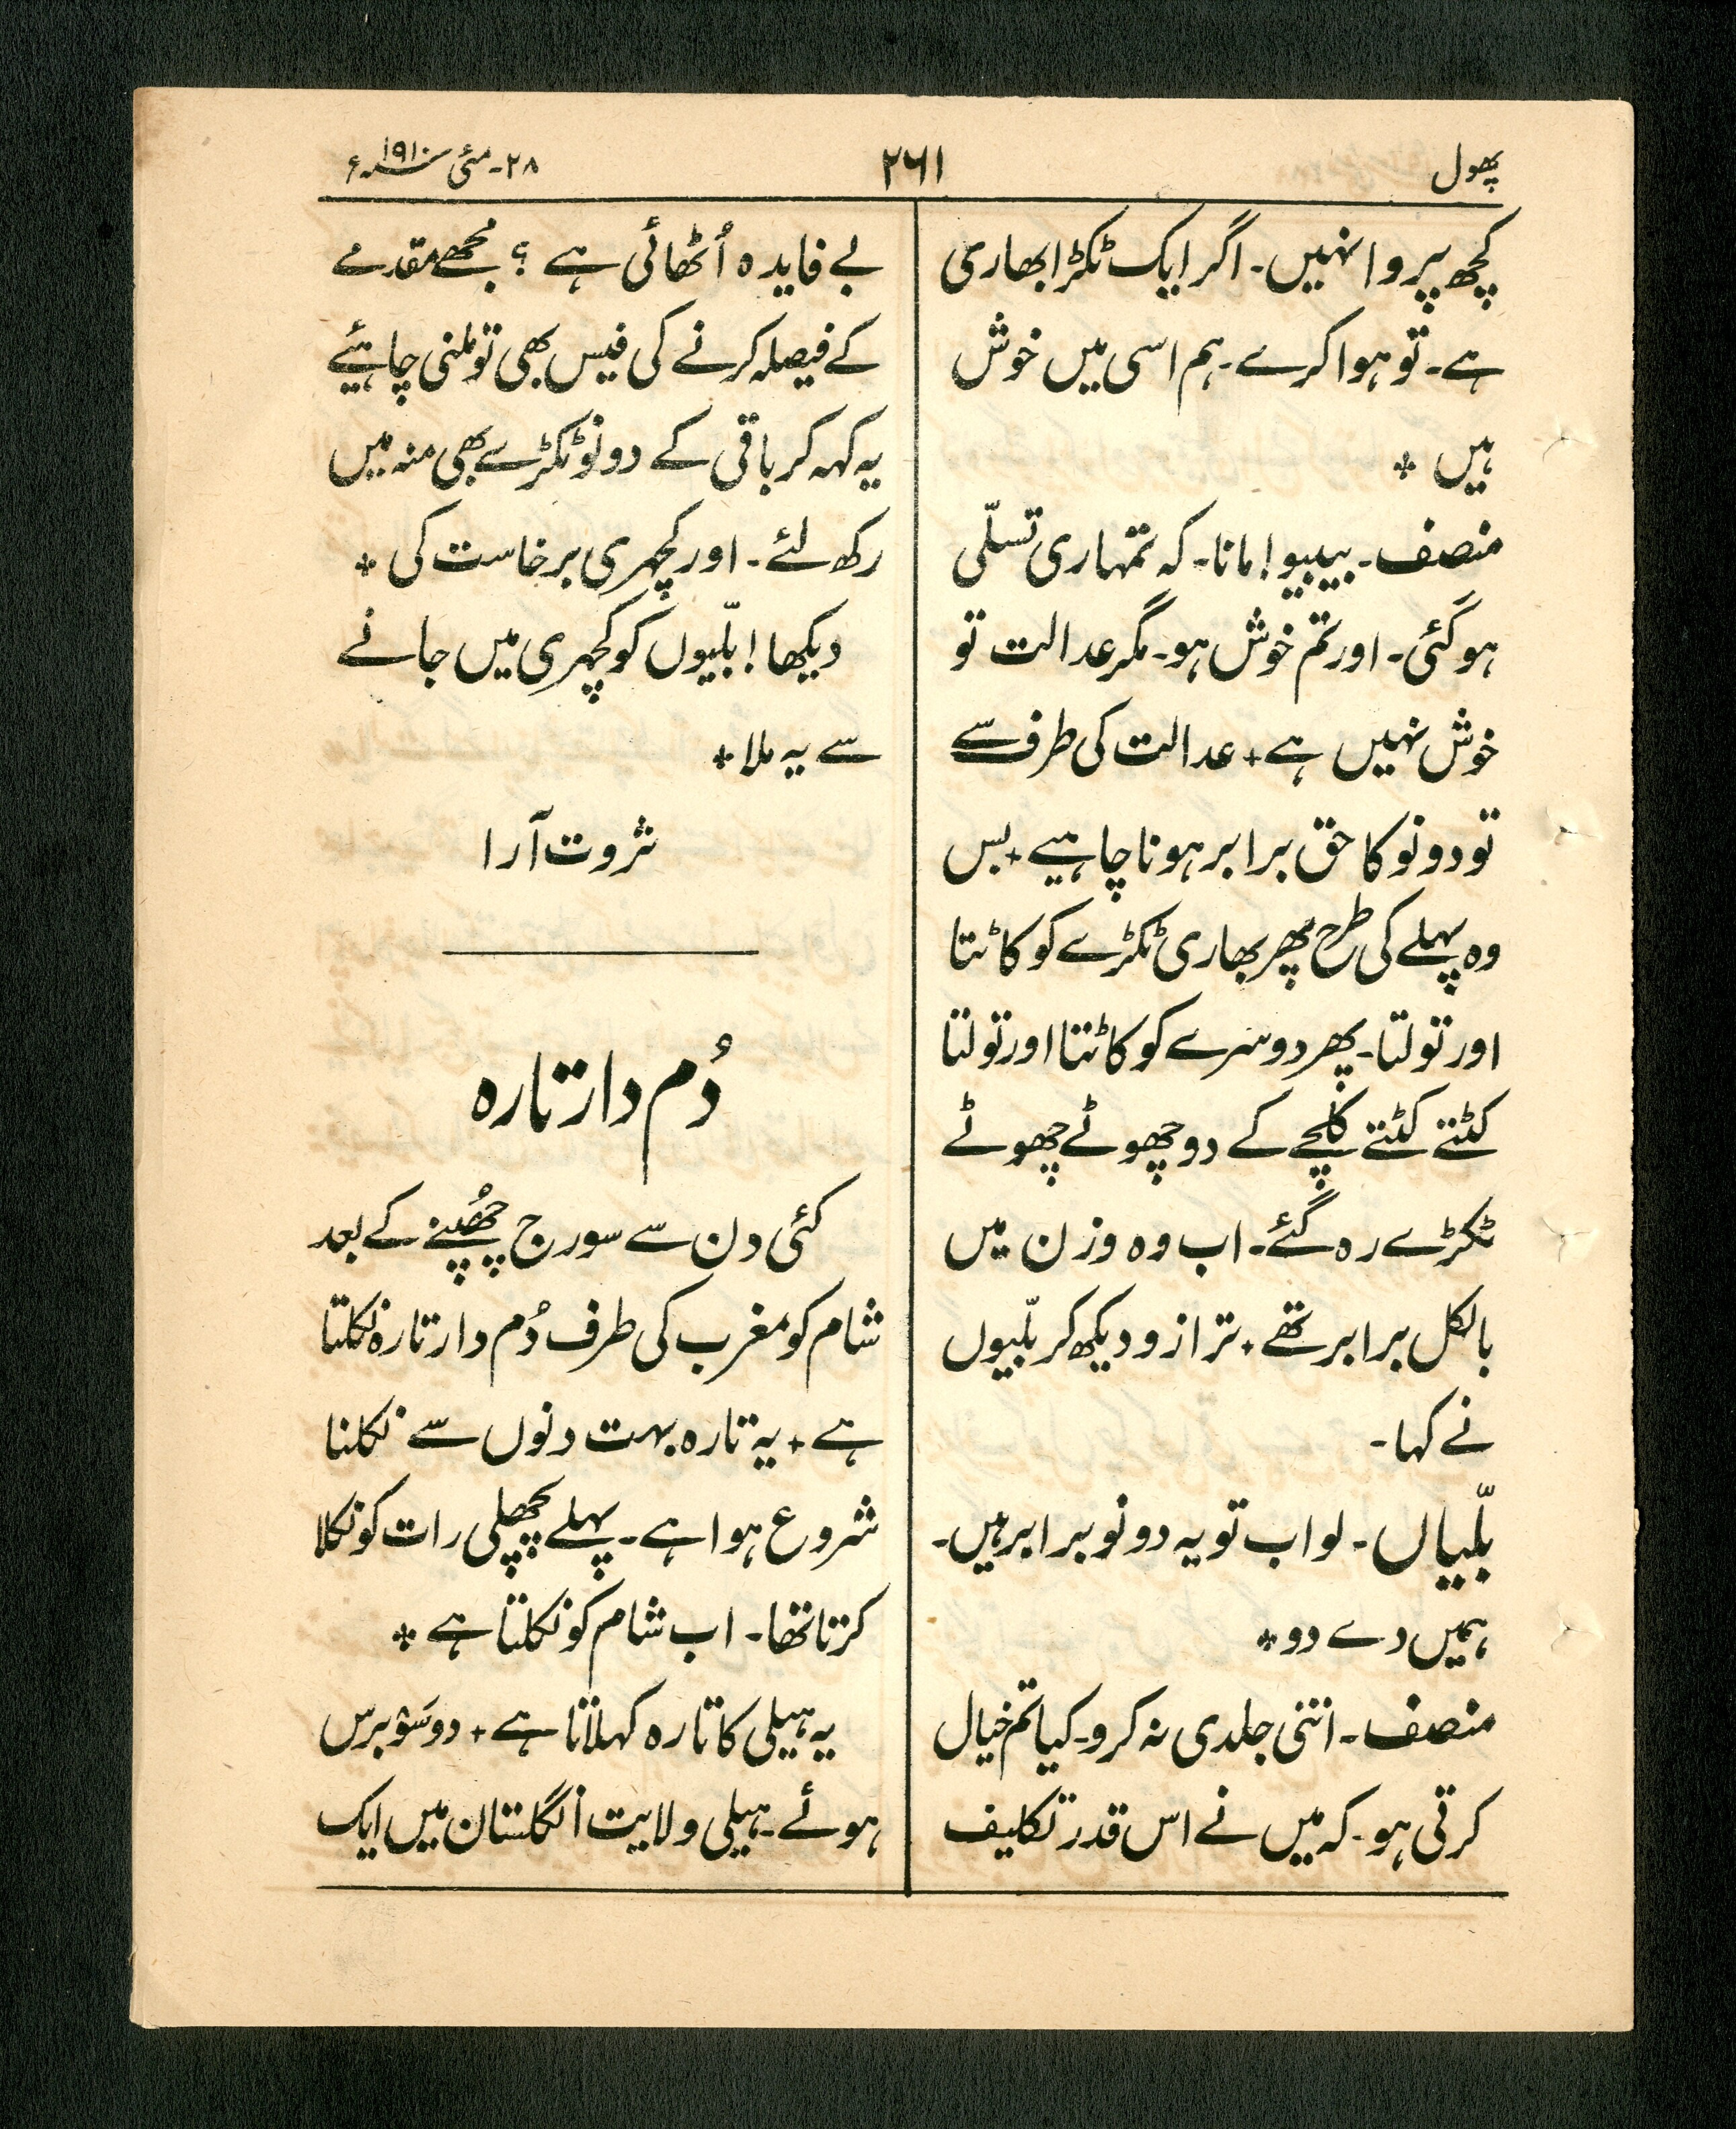 پھول
۲۶۱
۲۸۔ مئی ۱۹۱۰ء
کچھ پروا نہیں۔ اگر ایک ٹکڑا بھاری
ہے۔ تو ہوا کرے۔ ہم اسی میں خوش
ہیں ٭
منصف۔ بیبیو! مانا۔ کہ تمہاری تسلّی
ہوگئی۔ اور تم خوش ہو۔ مگر عدالت تو
خوش نہیں ہے٭ عدالت کی طرف سے
تو دونو کا حق برابر ہونا چاہیے٭ بس
وہ پہلے کی طرح پھر بھاری ٹکڑے کو کاٹتا
اور تولتا۔ پھر دوسرے کو کاٹتا اور تولتا
کٹتے کٹتے کلچے کے دو چھوٹے چھوٹے
ٹکڑے رہ گئے۔ اب وہ وزن میں
بالکل برابر تھے٭ ترازو دیکھ کر بلّیوں
نے کہا۔
بلّیاں۔ لو اب تو یہ دونو برابر ہیں۔
ہمیں دے دو٭
منصف۔ اتنی جلدی نہ کرو۔ کیا تم خیال
کرتی ہو۔ کہ میں نے اس قدر تکلیف
بے فایدہ اُٹھائی ہے ؟ مجھے مقدمے
کے فیصلہ کرنے کی فیس بھی تو ملنی چاہئیے
یہ کہہ کر باقی کے دونو ٹکڑے بھی منہ میں
رکھ لئے۔ اور کچہری برخاست کی ٭
دیکھا! بلّیوں کو کچہری میں جانے
سے یہ ملا٭
ثروت آرا
دُم دار تارہ
کئی دن سے سورج چھُپنے کے بعد
شام کو مغرب کی طرف دُم دار تارہ نکلتا
ہے٭ یہ تارہ بہت دنوں سے نکلنا
شروع ہوا ہے۔ پہلے پچھلی رات کو نکلا
کرتا تھا۔ اب شام کو نکلتا ہے ٭
یہ ہیلی کا تارہ کہلاتا ہے٭ دو سَو برس
ہوئے۔ ہیلی ولایت انگلستان میں ایک